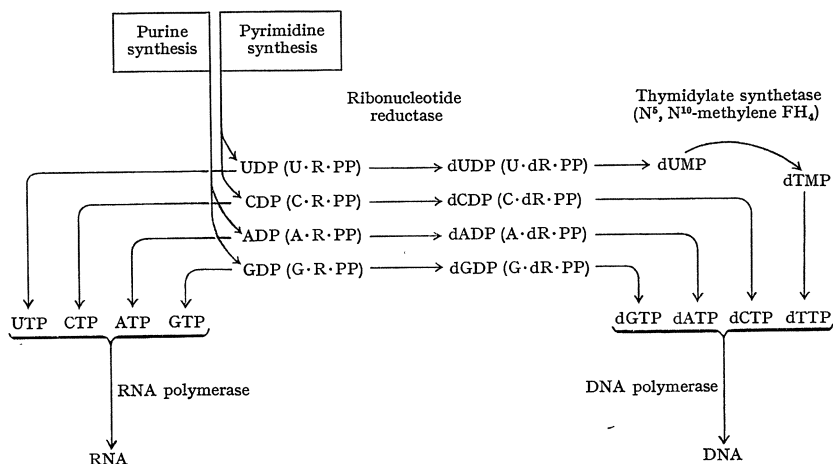 Purine
synthesis
Pyrimidine
synthesis
Ribonucleotide
reductase
Thymidylate synthetase
(N⁵, N¹⁰-methylene FH₄)
UDP (U·R·PP) dUDP (U·dR·PP) dUMP
dTMP
CDP (C·R·PP) dCDP (C·dR·PP)
ADP (A·R·PP) dADP (A·dR·PP)
GDP (G·R·PP) dGDP (G·dR·PP)
UTP CTP ATP GTP dGTP dATP dCTP dTTP
RNA polymerase DNA polymerase
RNA DNA